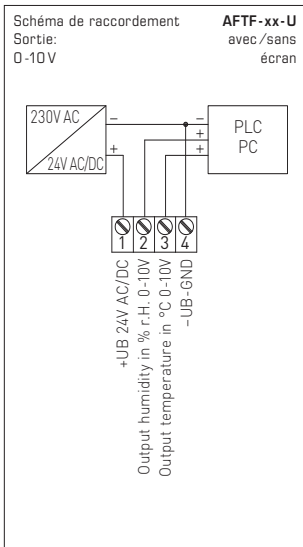 Schéma de raccordement AFTF-xx-U
Sortie: avec/sans
0-10V écran
230V AC
24V AC/DC
–
+
–
+
+
PLC
PC
1 2 3 4
+UB 24V AC/DC
Output humidity in % r.H. 0-10V
Output temperature in °C 0-10V
–UB-GND